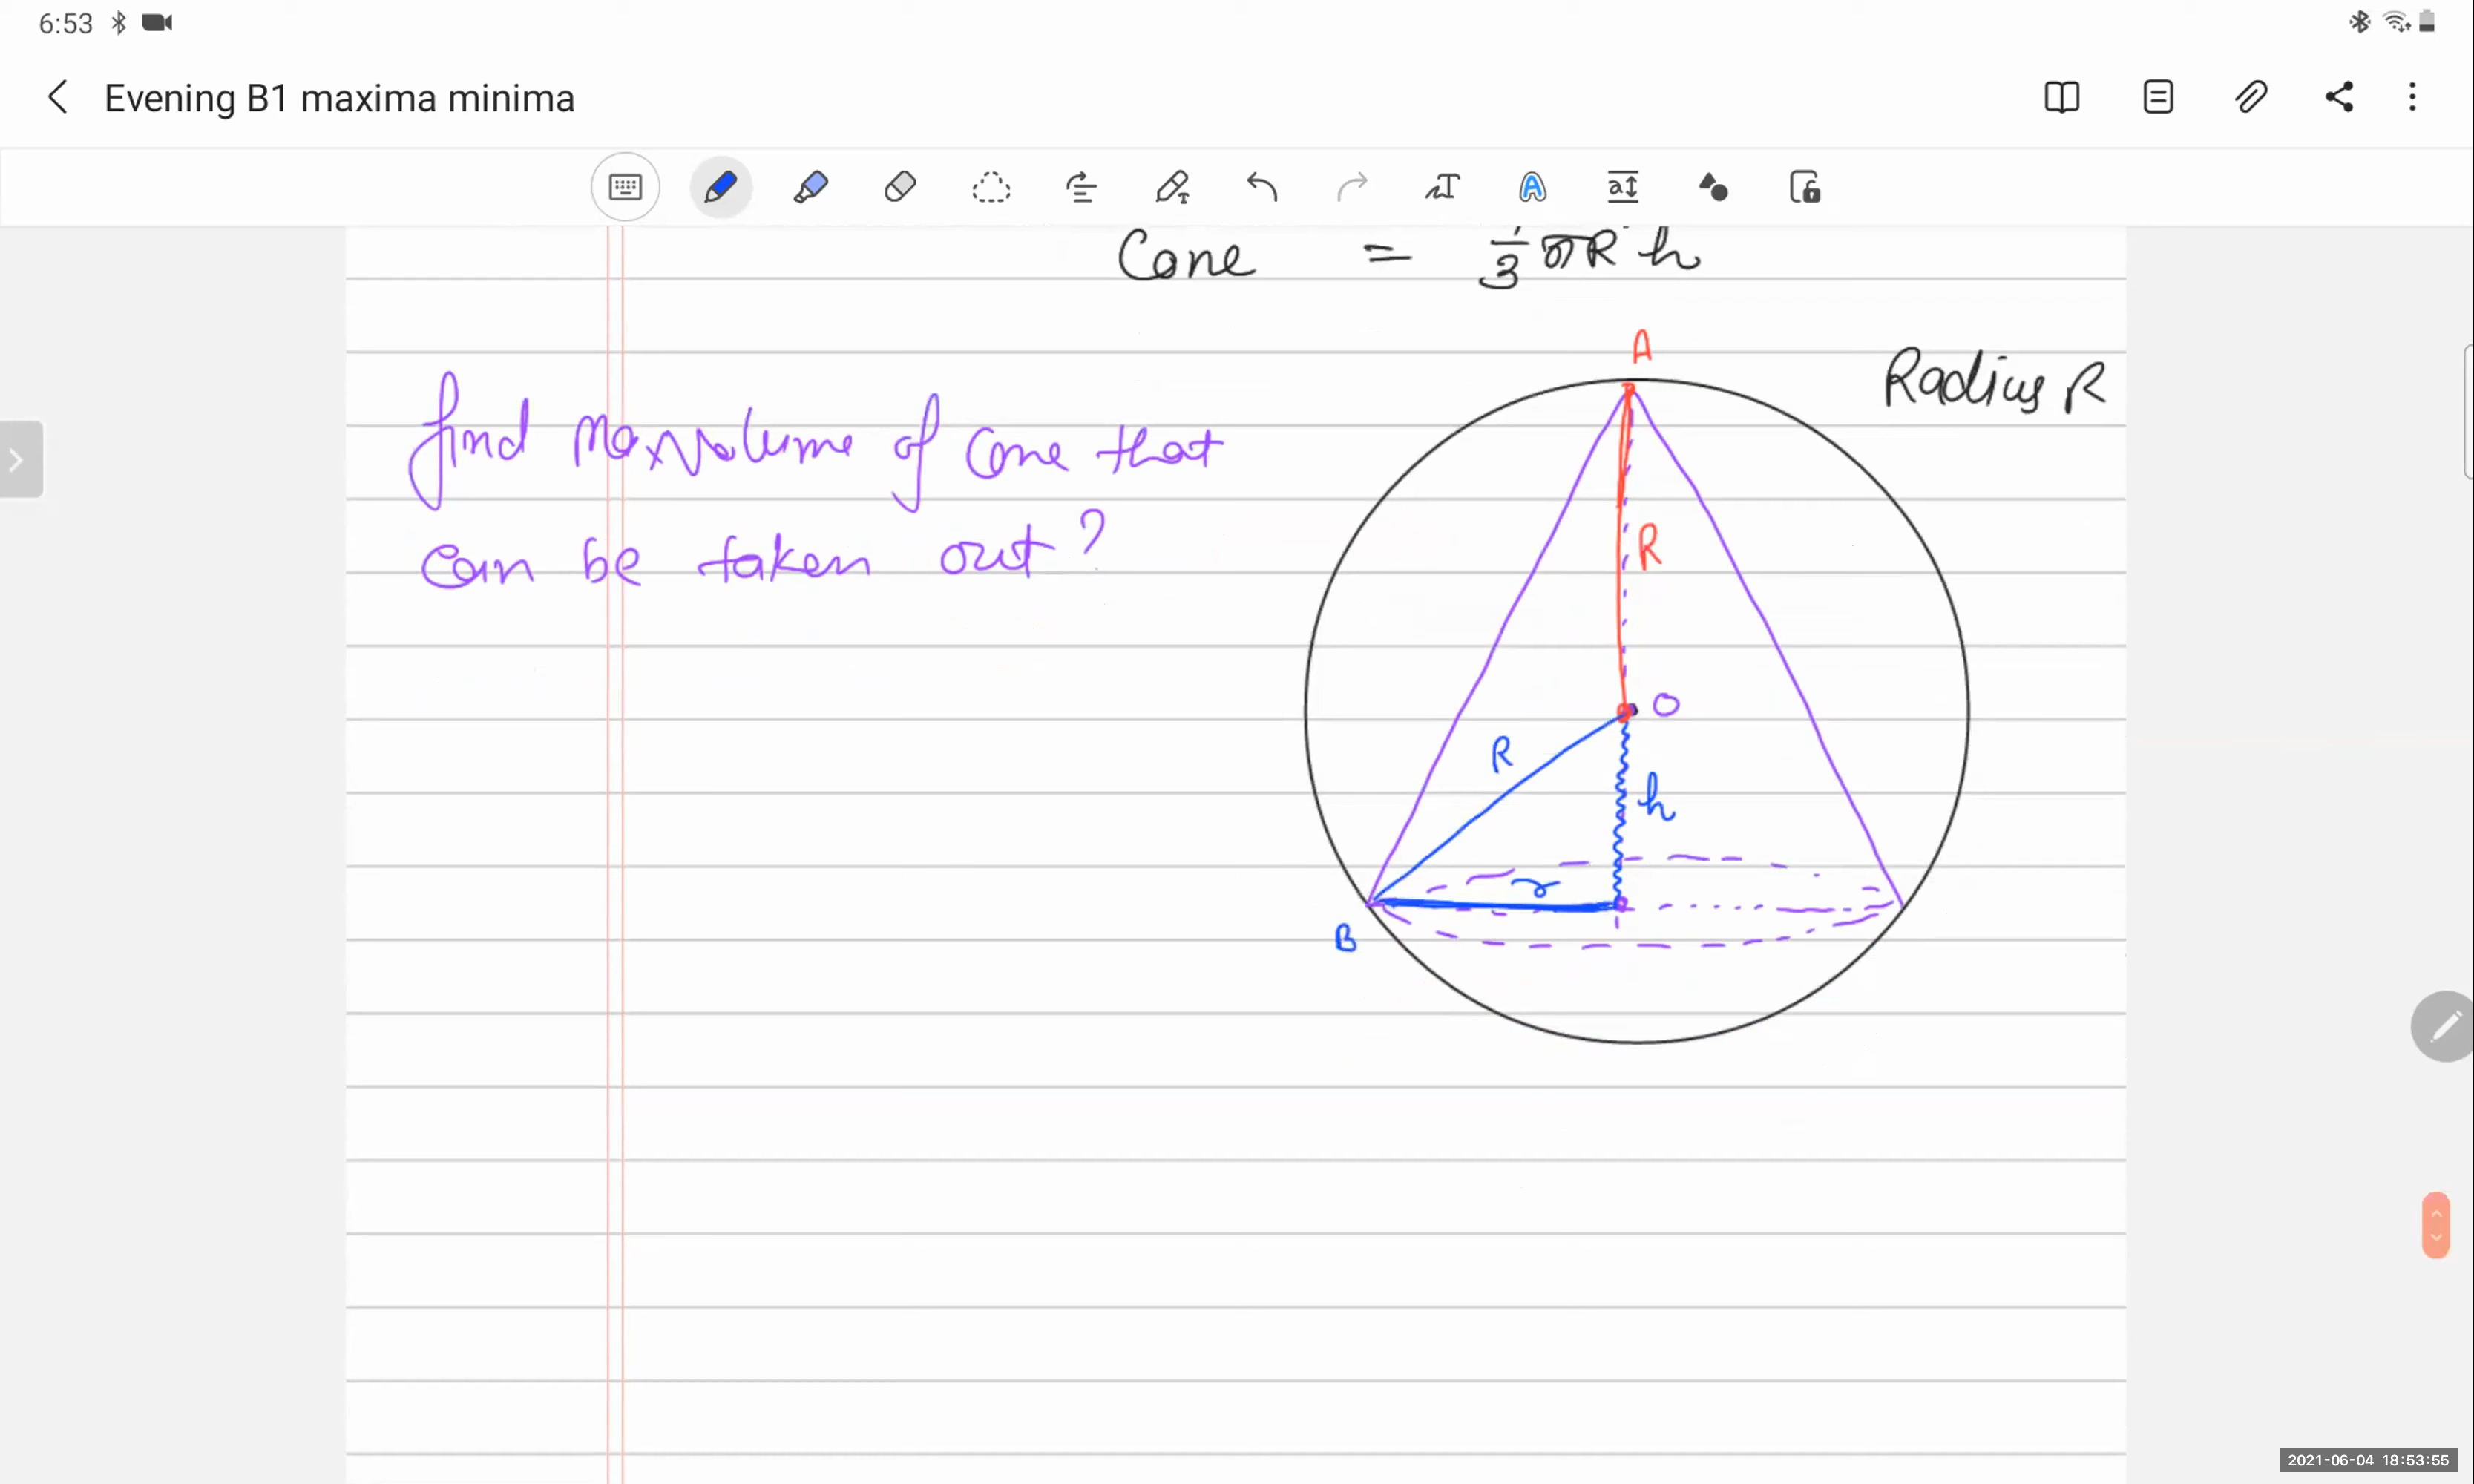 6:53
Evening B1 maxima minima
Cone = 1/3 πR h
A
Radius R
find Max Volume of Cone that
can be taken out?
R
O
R
h
r
B
2021-06-04 18:53:55